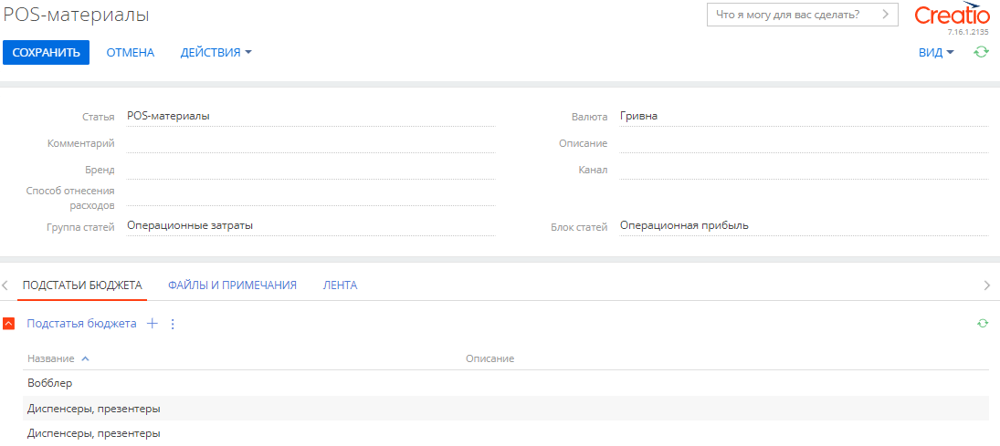 POS-материалы
Что я могу для вас сделать?
Creatio
7.16.1.2135
СОХРАНИТЬ ОТМЕНА ДЕЙСТВИЯ ВИД
Статья POS-материалы Валюта Гривна
Комментарий Описание
Бренд Канал
Способ отнесения
расходов
Группа статей Операционные затраты Блок статей Операционная прибыль
ПОДСТАТЬИ БЮДЖЕТА ФАЙЛЫ И ПРИМЕЧАНИЯ ЛЕНТА
Подстатья бюджета
Название Описание
Вобблер
Диспенсеры, презентеры
Диспенсеры, презентеры